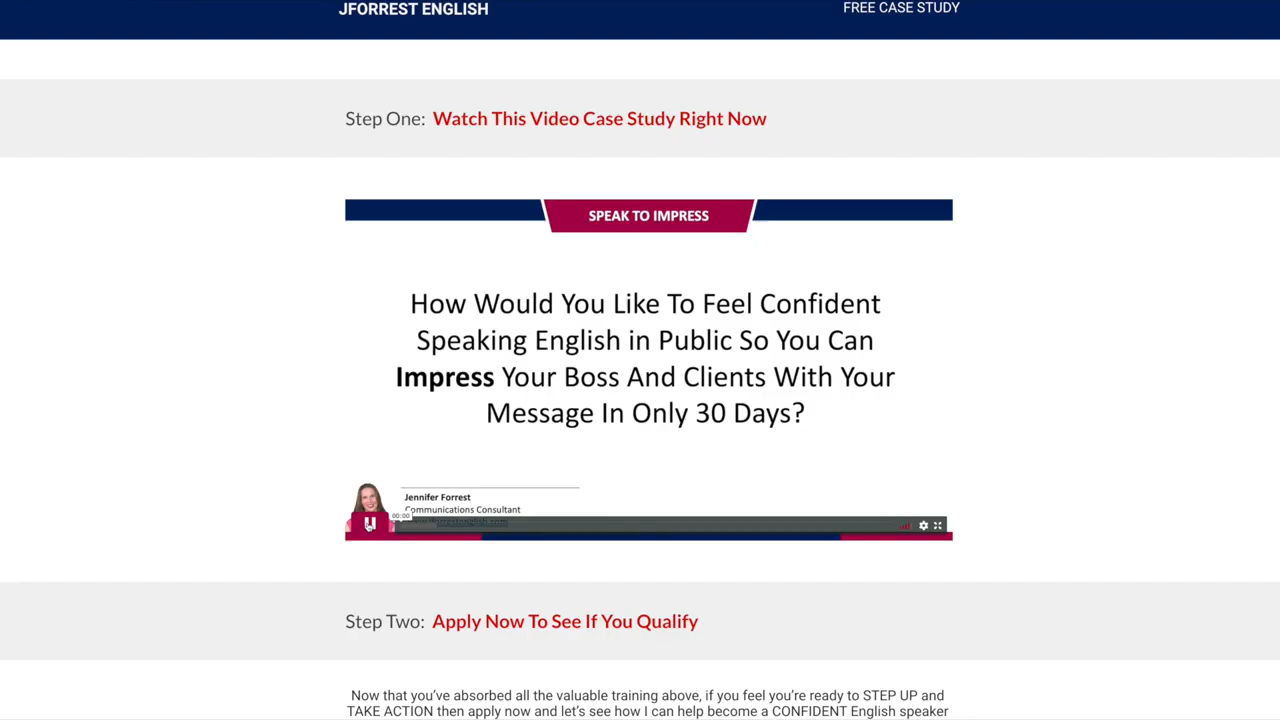 JFORREST ENGLISH
FREE CASE STUDY
Step One: Watch This Video Case Study Right Now
SPEAK TO IMPRESS
How Would You Like To Feel Confident
Speaking English in Public So You Can
Impress Your Boss And Clients With Your
Message In Only 30 Days?
Jennifer Forrest
Communications Consultant
00:00
Step Two: Apply Now To See If You Qualify
Now that you've absorbed all the valuable training above, if you feel you're ready to STEP UP and
TAKE ACTION then apply now and let's see how I can help become a CONFIDENT English speaker